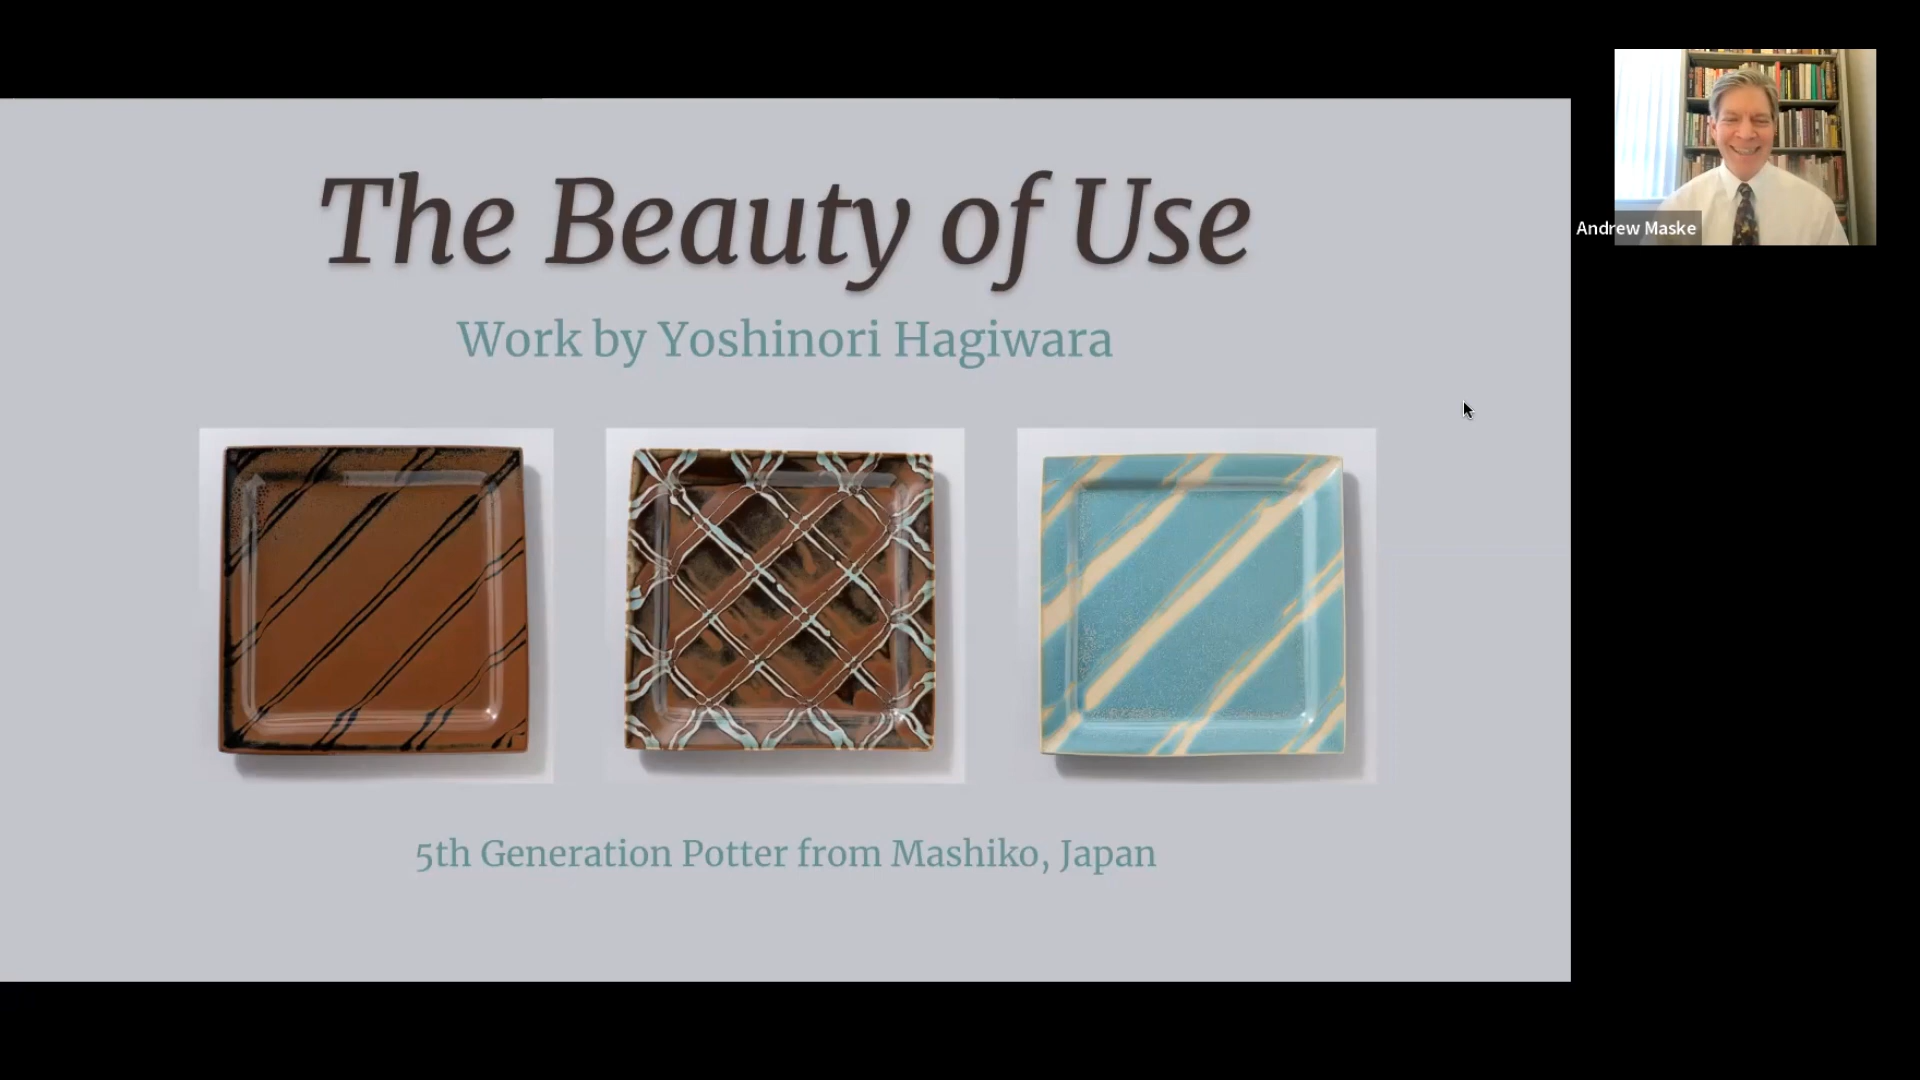 The Beauty of Use
Work by Yoshinori Hagiwara
5th Generation Potter from Mashiko, Japan
Andrew Maske